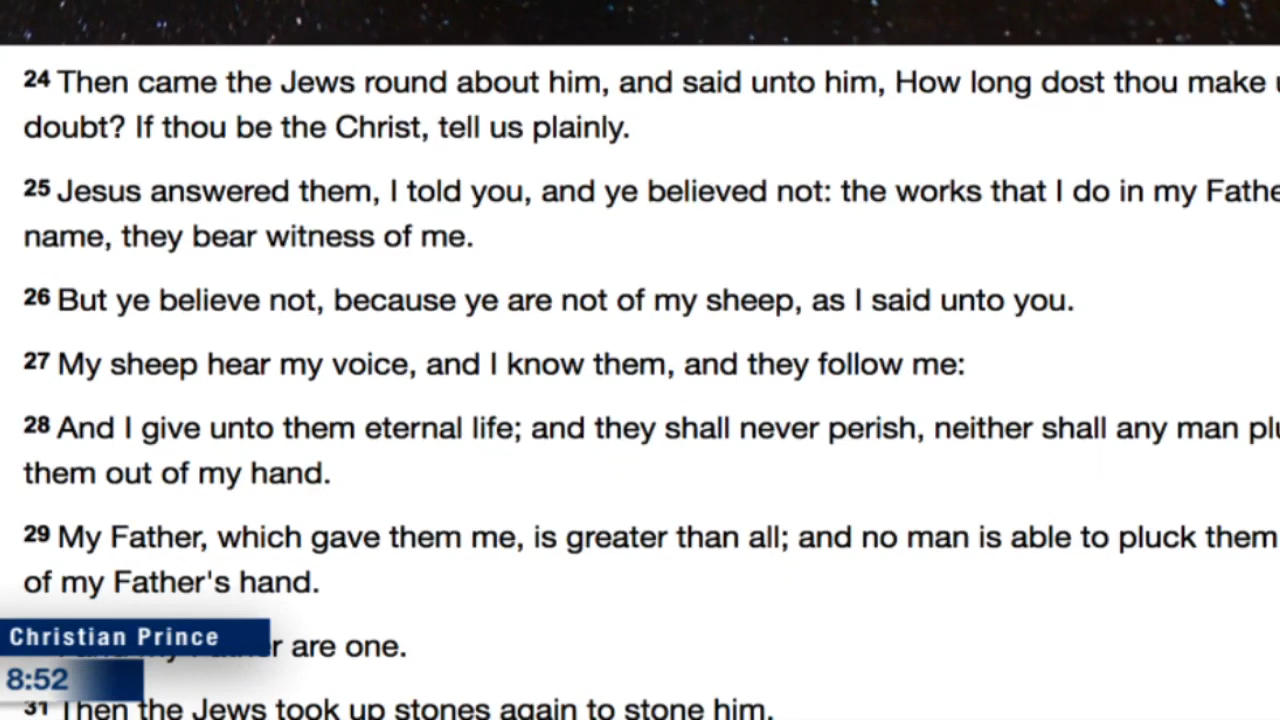 24 Then came the Jews round about him, and said unto him, How long dost thou make
doubt? If thou be the Christ, tell us plainly.
25 Jesus answered them, I told you, and ye believed not: the works that I do in my Fathe
name, they bear witness of me.
26 But ye believe not, because ye are not of my sheep, as I said unto you.
27 My sheep hear my voice, and I know them, and they follow me:
28 And I give unto them eternal life; and they shall never perish, neither shall any man plu
them out of my hand.
29 My Father, which gave them me, is greater than all; and no man is able to pluck them
of my Father's hand.
Christian Prince
are one.
8:52
31 Then the Jews took up stones again to stone him.